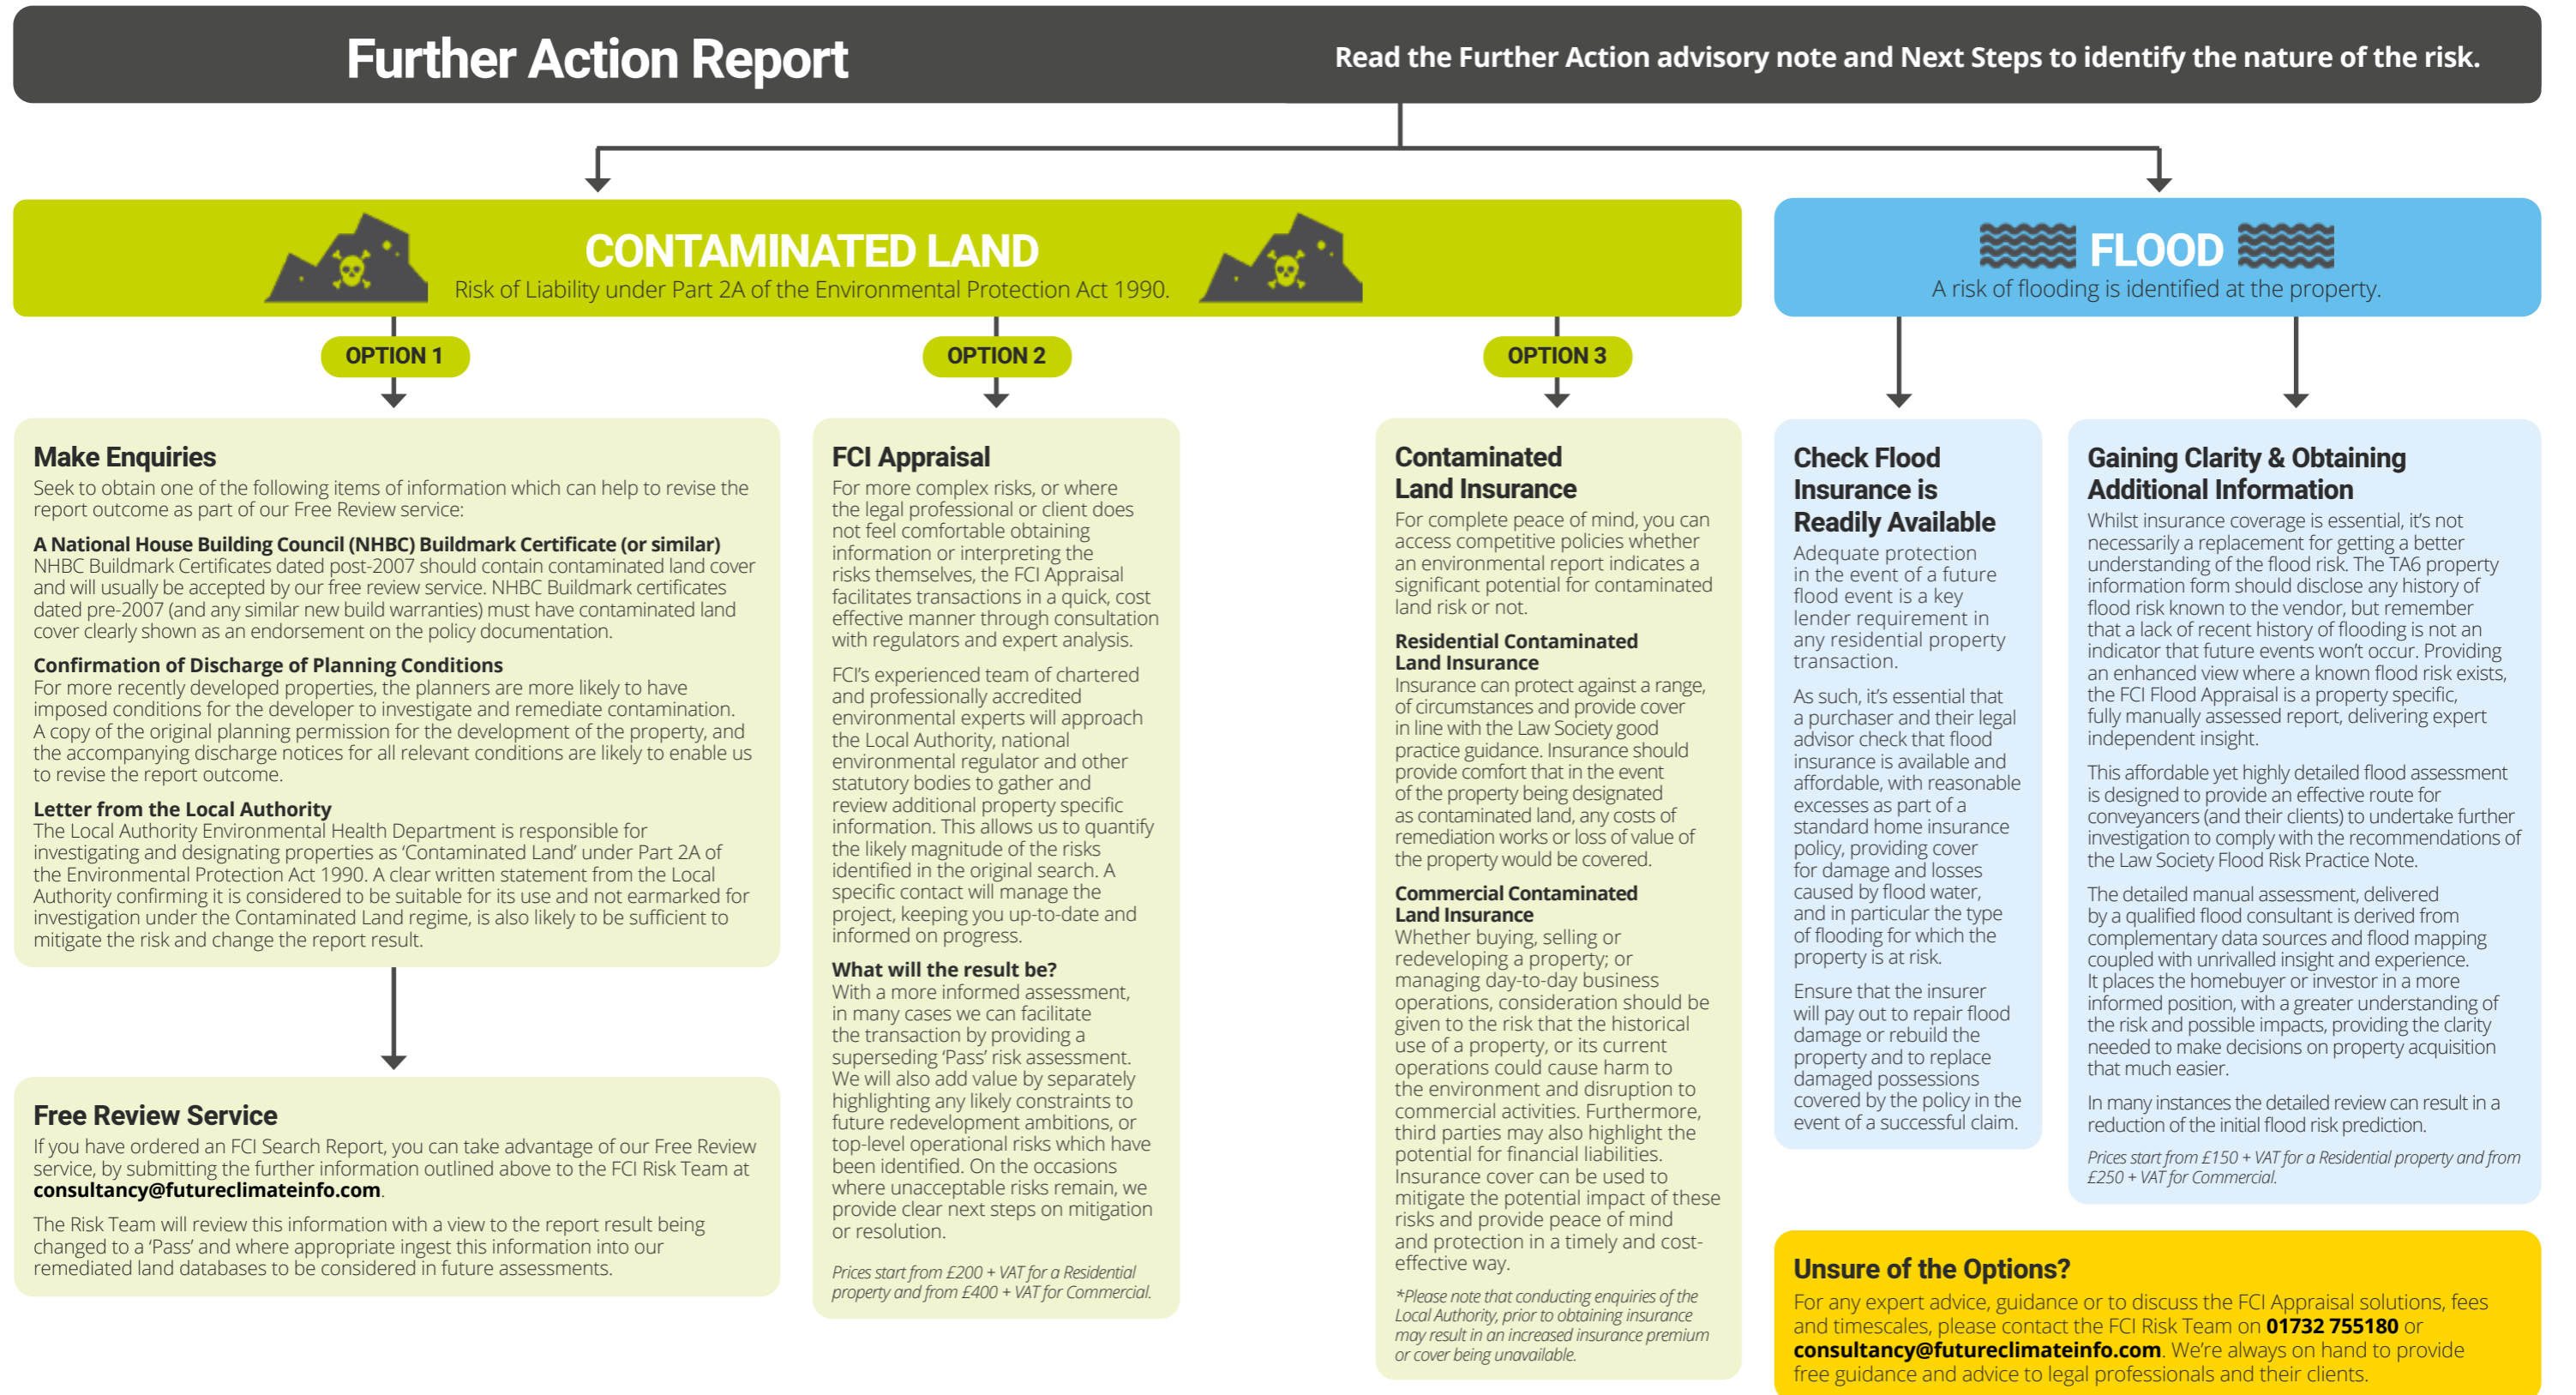 Further Action Report
Read the Further Action advisory note and Next Steps to identify the nature of the risk.
CONTAMINATED LAND
Risk of Liability under Part 2A of the Environmental Protection Act 1990.
FLOOD
A risk of flooding is identified at the property.
OPTION 1
OPTION 2
OPTION 3
Make Enquiries
Seek to obtain one of the following items of information which can help to revise the
report outcome as part of our Free Review service:
A National House Building Council (NHBC) Buildmark Certificate (or similar)
NHBC Buildmark Certificates dated post-2007 should contain contaminated land cover
and will usually be accepted by our free review service. NHBC Buildmark certificates
dated pre-2007 (and any similar new build warranties) must have contaminated land
cover clearly shown as an endorsement on the policy documentation.
Confirmation of Discharge of Planning Conditions
For more recently developed properties, the planners are more likely to have
imposed conditions for the developer to investigate and remediate contamination.
A copy of the original planning permission for the development of the property, and
the accompanying discharge notices for all relevant conditions are likely to enable us
to revise the report outcome.
Letter from the Local Authority
The Local Authority Environmental Health Department is responsible for
investigating and designating properties as ‘Contaminated Land’ under Part 2A of
the Environmental Protection Act 1990. A clear written statement from the Local
Authority confirming it is considered to be suitable for its use and not earmarked for
investigation under the Contaminated Land regime, is also likely to be sufficient to
mitigate the risk and change the report result.
Free Review Service
If you have ordered an FCI Search Report, you can take advantage of our Free Review
service, by submitting the further information outlined above to the FCI Risk Team at
consultancy@futureclimateinfo.com.
The Risk Team will review this information with a view to the report result being
changed to a ‘Pass’ and where appropriate ingest this information into our
remediated land databases to be considered in future assessments.
FCI Appraisal
For more complex risks, or where
the legal professional or client does
not feel comfortable obtaining
information or interpreting the
risks themselves, the FCI Appraisal
facilitates transactions in a quick, cost
effective manner through consultation
with regulators and expert analysis.
FCI’s experienced team of chartered
and professionally accredited
environmental experts will approach
the Local Authority, national
environmental regulator and other
statutory bodies to gather and
review additional property specific
information. This allows us to quantify
the likely magnitude of the risks
identified in the original search. A
specific contact will manage the
project, keeping you up-to-date and
informed on progress.
What will the result be?
With a more informed assessment,
in many cases we can facilitate
the transaction by providing a
superseding ‘Pass’ risk assessment.
We will also add value by separately
highlighting any likely constraints to
future redevelopment ambitions, or
top-level operational risks which have
been identified. On the occasions
where unacceptable risks remain, we
provide clear next steps on mitigation
or resolution.
Prices start from £200 + VAT for a Residential
property and from £400 + VAT for Commercial.
Contaminated
Land Insurance
For complete peace of mind, you can
access competitive policies whether
an environmental report indicates a
significant potential for contaminated
land risk or not.
Residential Contaminated
Land Insurance
Insurance can protect against a range,
of circumstances and provide cover
in line with the Law Society good
practice guidance. Insurance should
provide comfort that in the event
of the property being designated
as contaminated land, any costs of
remediation works or loss of value of
the property would be covered.
Commercial Contaminated
Land Insurance
Whether buying, selling or
redeveloping a property; or
managing day-to-day business
operations, consideration should be
given to the risk that the historical
use of a property, or its current
operations could cause harm to
the environment and disruption to
commercial activities. Furthermore,
third parties may also highlight the
potential for financial liabilities.
Insurance cover can be used to
mitigate the potential impact of these
risks and provide peace of mind
and protection in a timely and cost-
effective way.
*Please note that conducting enquiries of the
Local Authority, prior to obtaining insurance
may result in an increased insurance premium
or cover being unavailable.
Check Flood
Insurance is
Readily Available
Adequate protection
in the event of a future
flood event is a key
lender requirement in
any residential property
transaction.
As such, it’s essential that
a purchaser and their legal
advisor check that flood
insurance is available and
affordable, with reasonable
excesses as part of a
standard home insurance
policy, providing cover
for damage and losses
caused by flood water,
and in particular the type
of flooding for which the
property is at risk.
Ensure that the insurer
will pay out to repair flood
damage or rebuild the
property and to replace
damaged possessions
covered by the policy in the
event of a successful claim.
Gaining Clarity & Obtaining
Additional Information
Whilst insurance coverage is essential, it’s not
necessarily a replacement for getting a better
understanding of the flood risk. The TA6 property
information form should disclose any history of
flood risk known to the vendor, but remember
that a lack of recent history of flooding is not an
indicator that future events won’t occur. Providing
an enhanced view where a known flood risk exists,
the FCI Flood Appraisal is a property specific,
fully manually assessed report, delivering expert
independent insight.
This affordable yet highly detailed flood assessment
is designed to provide an effective route for
conveyancers (and their clients) to undertake further
investigation to comply with the recommendations of
the Law Society Flood Risk Practice Note.
The detailed manual assessment, delivered
by a qualified flood consultant is derived from
complementary data sources and flood mapping
coupled with unrivalled insight and experience.
It places the homebuyer or investor in a more
informed position, with a greater understanding of
the risk and possible impacts, providing the clarity
needed to make decisions on property acquisition
that much easier.
In many instances the detailed review can result in a
reduction of the initial flood risk prediction.
Prices start from £150 + VAT for a Residential property and from
£250 + VAT for Commercial.
Unsure of the Options?
For any expert advice, guidance or to discuss the FCI Appraisal solutions, fees
and timescales, please contact the FCI Risk Team on 01732 755180 or
consultancy@futureclimateinfo.com. We’re always on hand to provide
free guidance and advice to legal professionals and their clients.